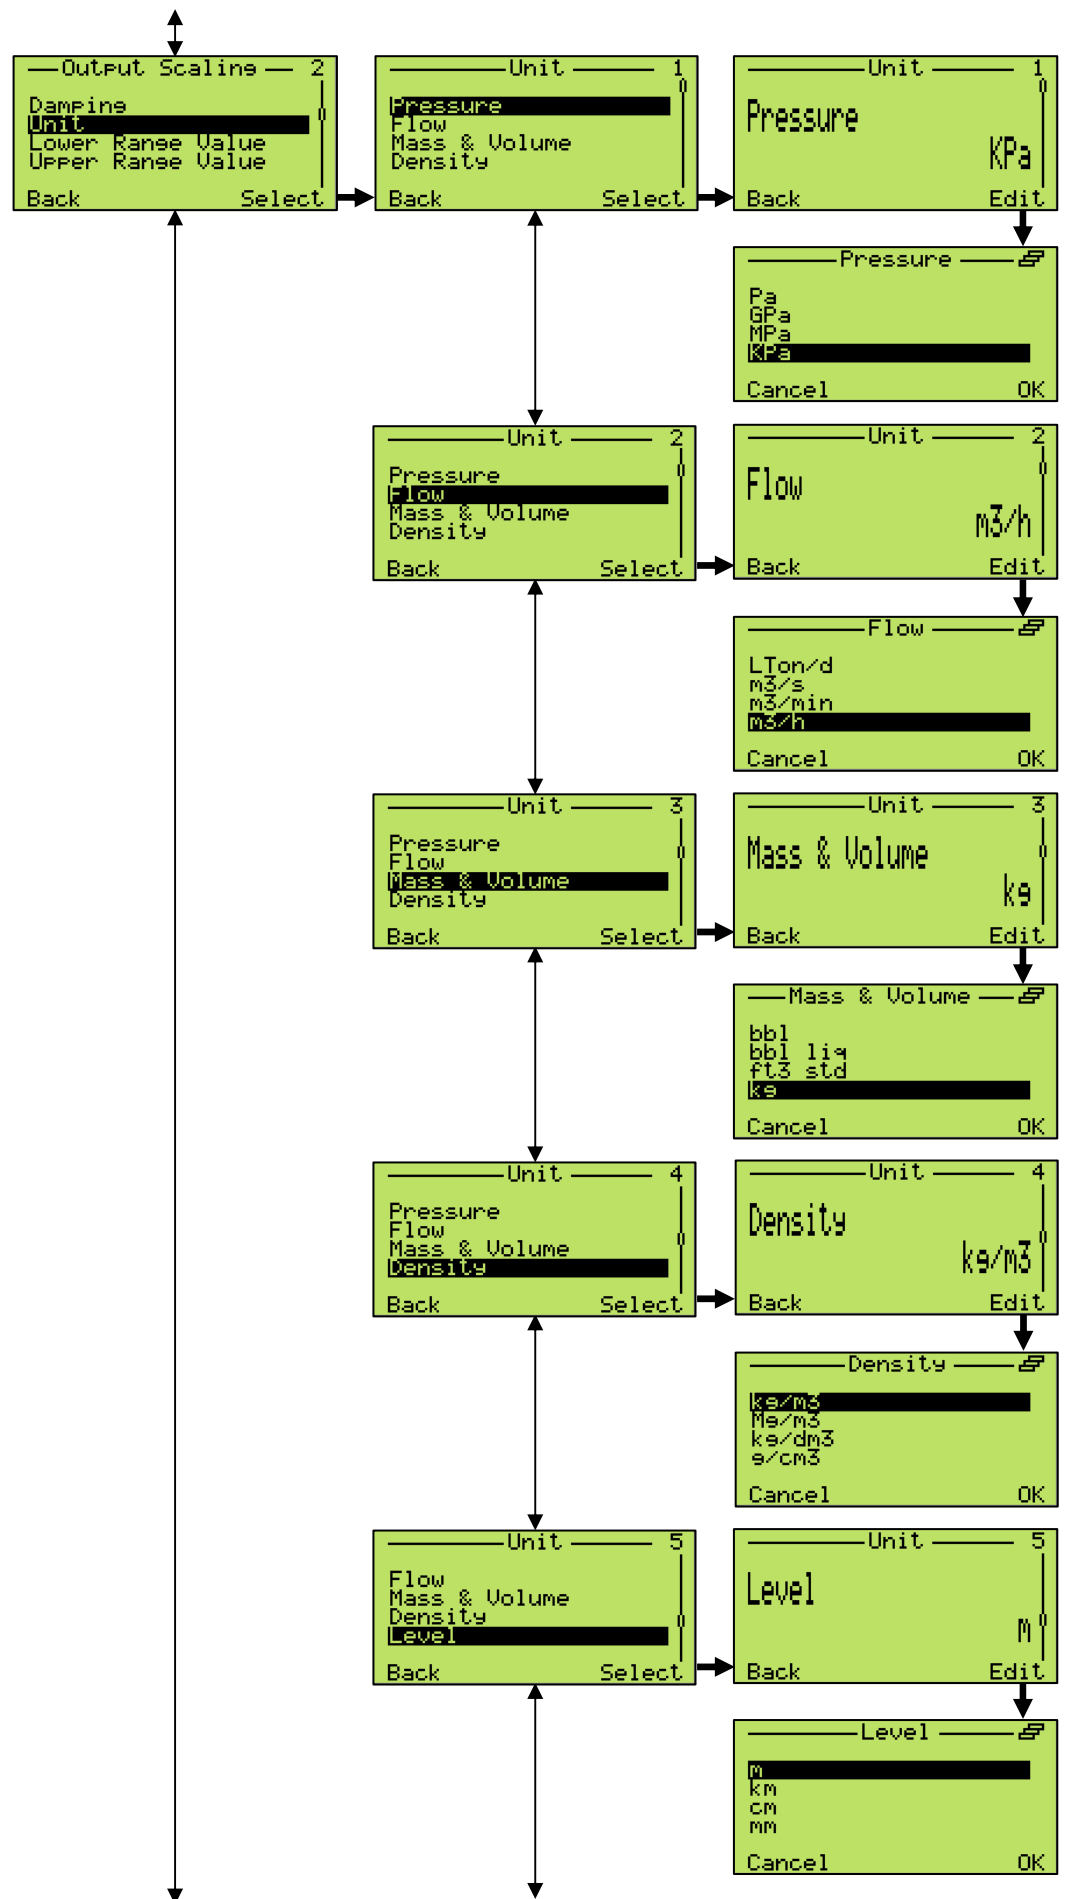 Output Scaling 2
Damping
Unit
Lower Range Value
Upper Range Value
Back Select
Unit 1
Pressure
Flow
Mass & Volume
Density
Back Select
Unit 1
Pressure
KPa
Back Edit
Pressure
Pa
GPa
MPa
KPa
Cancel OK
Unit 2
Pressure
Flow
Mass & Volume
Density
Back Select
Unit 2
Flow
m3/h
Back Edit
Flow
LTon/d
m3/s
m3/min
m3/h
Cancel OK
Unit 3
Pressure
Flow
Mass & Volume
Density
Back Select
Unit 3
Mass & Volume
kg
Back Edit
Mass & Volume
bbl
bbl liq
ft3 std
kg
Cancel OK
Unit 4
Pressure
Flow
Mass & Volume
Density
Back Select
Unit 4
Density
kg/m3
Back Edit
Density
kg/m3
Mg/m3
kg/dm3
g/cm3
Cancel OK
Unit 5
Flow
Mass & Volume
Density
Level
Back Select
Unit 5
Level
m
Back Edit
Level
m
km
cm
mm
Cancel OK